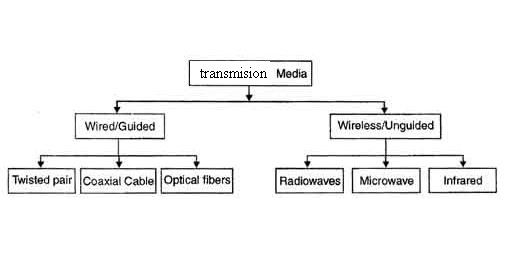 transmision Media
Wired/Guided
Wireless/Unguided
Twisted pair
Coaxial Cable
Optical fibers
Radiowaves
Microwave
Infrared